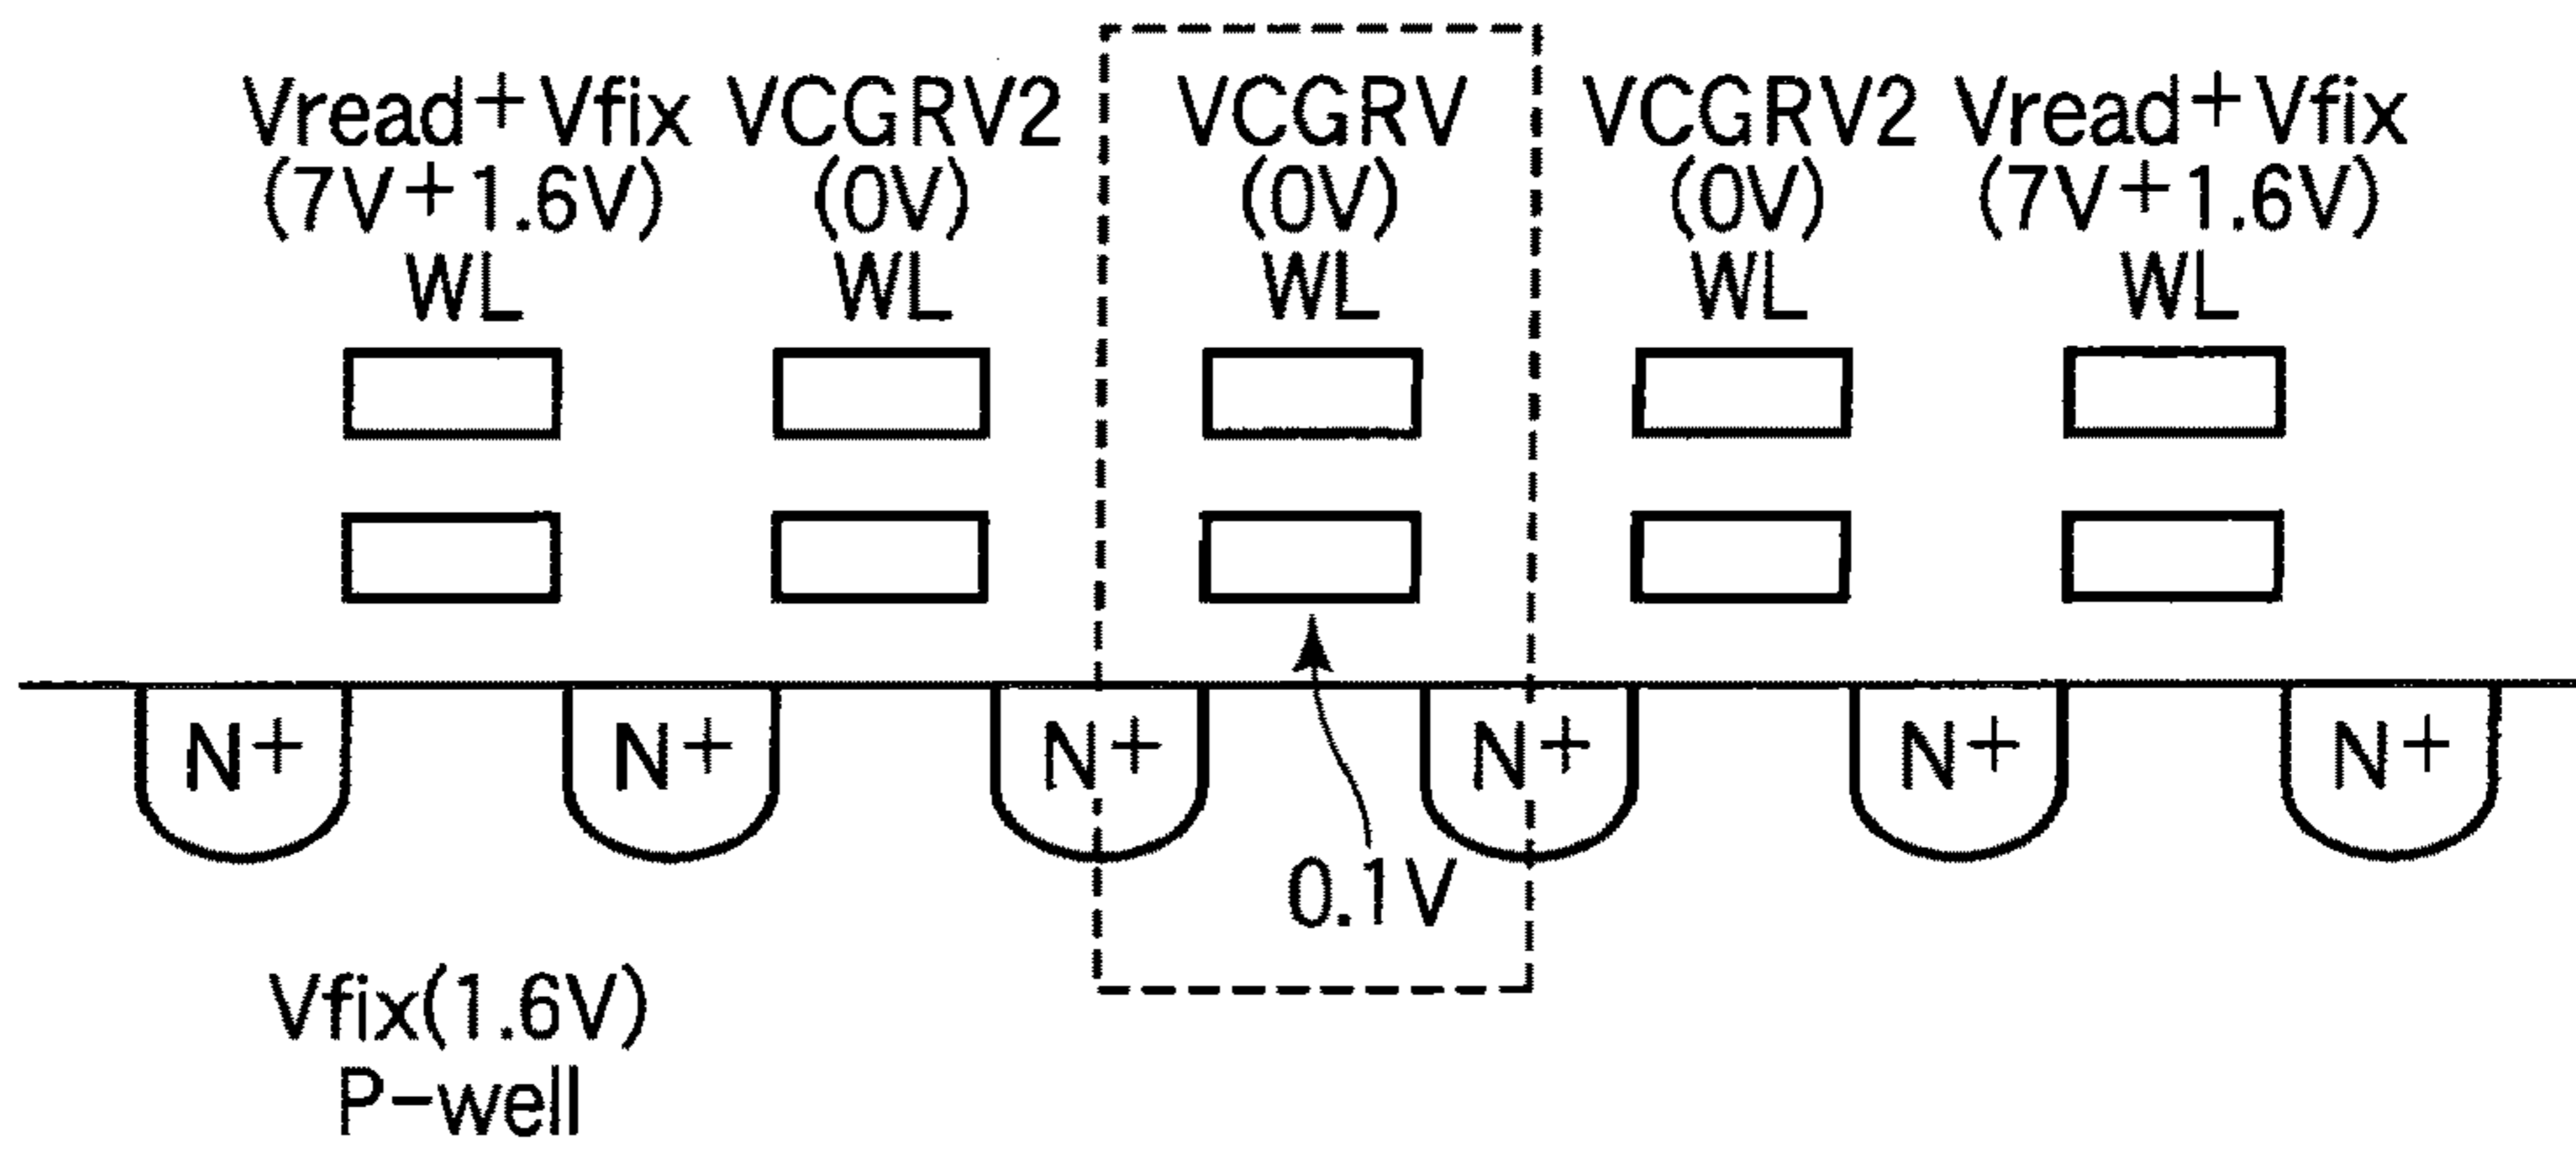 Vread+Vfix VCGRV2 VCGRV VCGRV2 Vread+Vfix
(7V+1.6V) (0V) (0V) (0V) (7V+1.6V)
WL WL WL WL WL
N+ N+ N+ N+ N+ N+
0.1V
Vfix(1.6V)
P-well